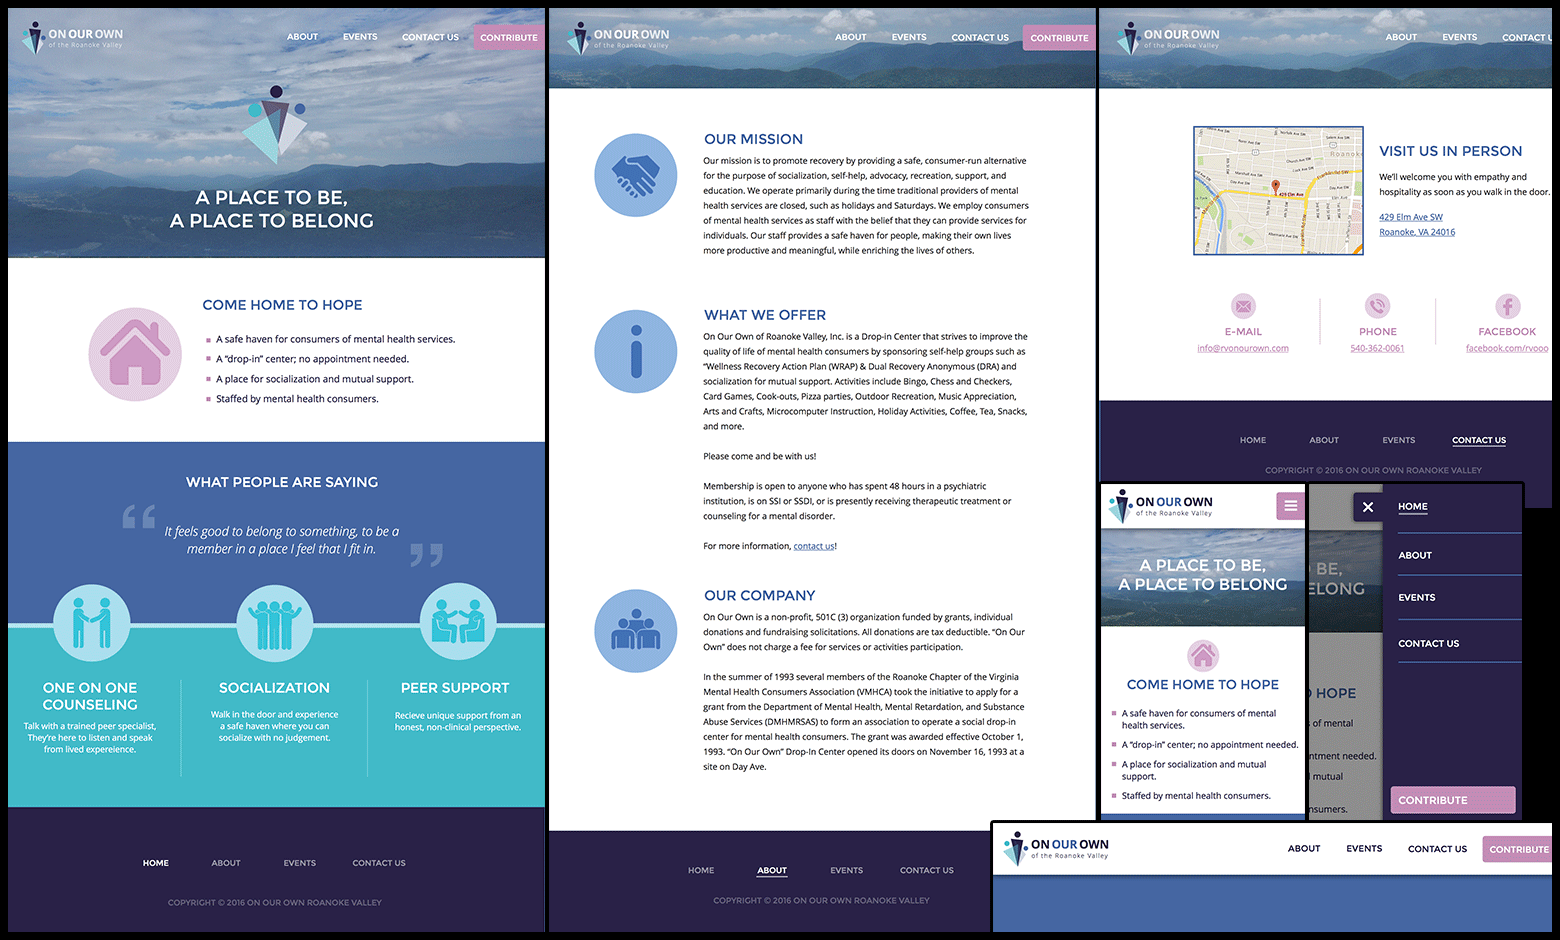 ON OUR OWN
of the Roanoke Valley
ABOUT
EVENTS
CONTACT US
CONTRIBUTE
A PLACE TO BE,
A PLACE TO BELONG
COME HOME TO HOPE
A safe haven for consumers of mental health services.
A “drop-in” center; no appointment needed.
A place for socialization and mutual support.
Staffed by mental health consumers.
WHAT PEOPLE ARE SAYING
“
It feels good to belong to something, to be a
member in a place I feel that I fit in.
”
ONE ON ONE
COUNSELING
Talk with a trained peer specialist,
They’re here to listen and speak
from lived expereience.
SOCIALIZATION
Walk in the door and experience
a safe haven where you can
socialize with no judgement.
PEER SUPPORT
Recieve unique support from an
honest, non-clinical perspective.
HOME
ABOUT
EVENTS
CONTACT US
COPYRIGHT © 2016 ON OUR OWN ROANOKE VALLEY
ON OUR OWN
of the Roanoke Valley
ABOUT
EVENTS
CONTACT US
CONTRIBUTE
OUR MISSION
Our mission is to promote recovery by providing a safe, consumer-run alternative
for the purpose of socialization, self-help, advocacy, recreation, support, and
education. We operate primarily during the time traditional providers of mental
health services are closed, such as holidays and Saturdays. We employ consumers
of mental health services as staff with the belief that they can provide services for
individuals. Our staff provides a safe haven for people, making their own lives
more productive and meaningful, while enriching the lives of others.
WHAT WE OFFER
On Our Own of Roanoke Valley, Inc. is a Drop-in Center that strives to improve the
quality of life of mental health consumers by sponsoring self-help groups such as
“Wellness Recovery Action Plan (WRAP) & Dual Recovery Anonymous (DRA) and
socialization for mutual support. Activities include Bingo, Chess and Checkers,
Card Games, Cook-outs, Pizza parties, Outdoor Recreation, Music Appreciation,
Arts and Crafts, Microcomputer Instruction, Holiday Activities, Coffee, Tea, Snacks,
and more.
Please come and be with us!
Membership is open to anyone who has spent 48 hours in a psychiatric
institution, is on SSI or SSDI, or is presently receiving therapeutic treatment or
counseling for a mental disorder.
For more information, contact us!
OUR COMPANY
On Our Own is a non-profit, 501C (3) organization funded by grants, individual
donations and fundraising solicitations. All donations are tax deductible. “On Our
Own” does not charge a fee for services or activities participation.
In the summer of 1993 several members of the Roanoke Chapter of the Virginia
Mental Health Consumers Association (VMHCA) took the initiative to apply for a
grant from the Department of Mental Health, Mental Retardation, and Substance
Abuse Services (DMHMRSAS) to form an association to operate a social drop-in
center for mental health consumers. The grant was awarded effective October 1,
1993. “On Our Own” Drop-In Center opened its doors on November 16, 1993 at a
site on Day Ave.
HOME
ABOUT
EVENTS
CONTACT US
COPYRIGHT © 2016 ON OUR OWN ROANOKE VALLEY
ON OUR OWN
of the Roanoke Valley
ABOUT
EVENTS
CONTACT U
Roanoke
429 Elm Ave
VISIT US IN PERSON
We’ll welcome you with empathy and
hospitality as soon as you walk in the door.
429 Elm Ave SW
Roanoke, VA 24016
E-MAIL
info@rvonourown.com
PHONE
540-362-0061
FACEBOOK
facebook.com/rvooo
HOME
ABOUT
EVENTS
CONTACT US
COPYRIGHT © 2016 ON OUR OWN ROANOKE VALLEY
ON OUR OWN
of the Roanoke Valley
A PLACE TO BE,
A PLACE TO BELONG
COME HOME TO HOPE
A safe haven for consumers of mental
health services.
A “drop-in” center; no appointment needed.
A place for socialization and mutual
support.
Staffed by mental health consumers.
BE,
ELONG
O HOPE
s of mental
ntment needed.
mutual
nsumers.
HOME
ABOUT
EVENTS
CONTACT US
CONTRIBUTE
ON OUR OWN
of the Roanoke Valley
ABOUT
EVENTS
CONTACT US
CONTRIBUTE